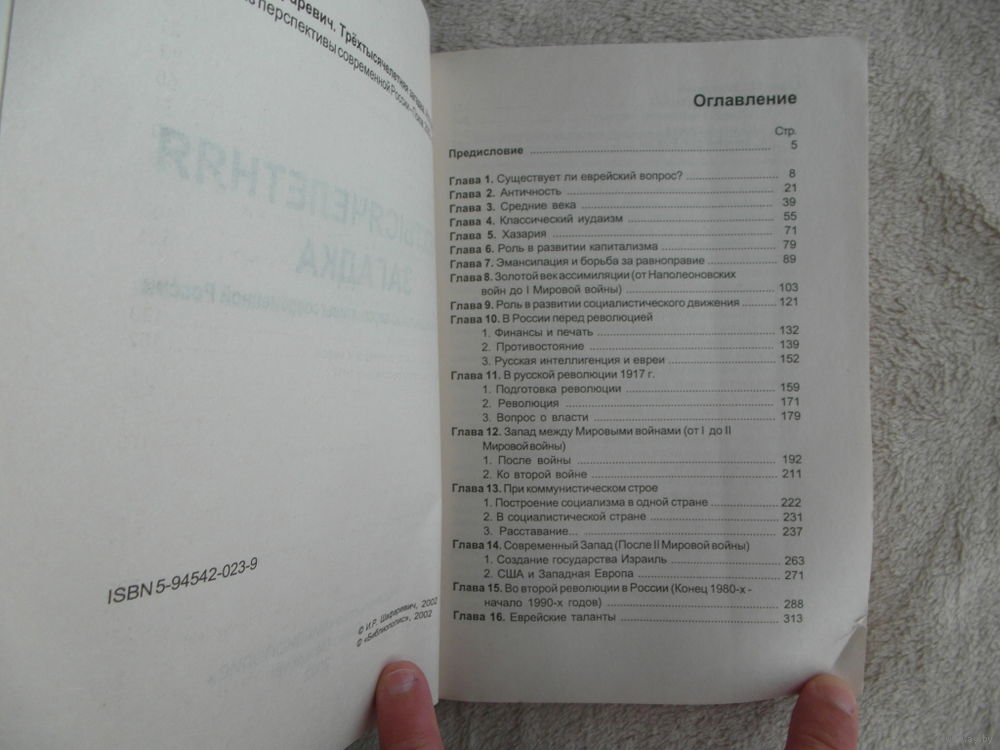 Трёхтысячелетняя загадка
перспективы современной России
ISBN 5-94542-023-9
© И.Р. Шафаревич, 2002
© «Библиополис», 2002
Оглавление
Стр.
Предисловие 5
Глава 1. Существует ли еврейский вопрос? 8
Глава 2. Античность 21
Глава 3. Средние века 39
Глава 4. Классический иудаизм 55
Глава 5. Хазария 71
Глава 6. Роль в развитии капитализма 79
Глава 7. Эмансипация и борьба за равноправие 89
Глава 8. Золотой век ассимиляции (от Наполеоновских
войн до I Мировой войны) 103
Глава 9. Роль в развитии социалистического движения 121
Глава 10. В России перед революцией
1. Финансы и печать 132
2. Противостояние 139
3. Русская интеллигенция и евреи 152
Глава 11. В русской революции 1917 г.
1. Подготовка революции 159
2. Революция 171
3. Вопрос о власти 179
Глава 12. Запад между Мировыми войнами (от I до II
Мировой войны)
1. После войны 192
2. Ко второй войне 211
Глава 13. При коммунистическом строе
1. Построение социализма в одной стране 222
2. В социалистической стране 231
3. Расставание... 237
Глава 14. Современный Запад (После II Мировой войны)
1. Создание государства Израиль 263
2. США и Западная Европа 271
Глава 15. Во второй революции в России (Конец 1980-х -
начало 1990-х годов) 288
Глава 16. Еврейские таланты 313